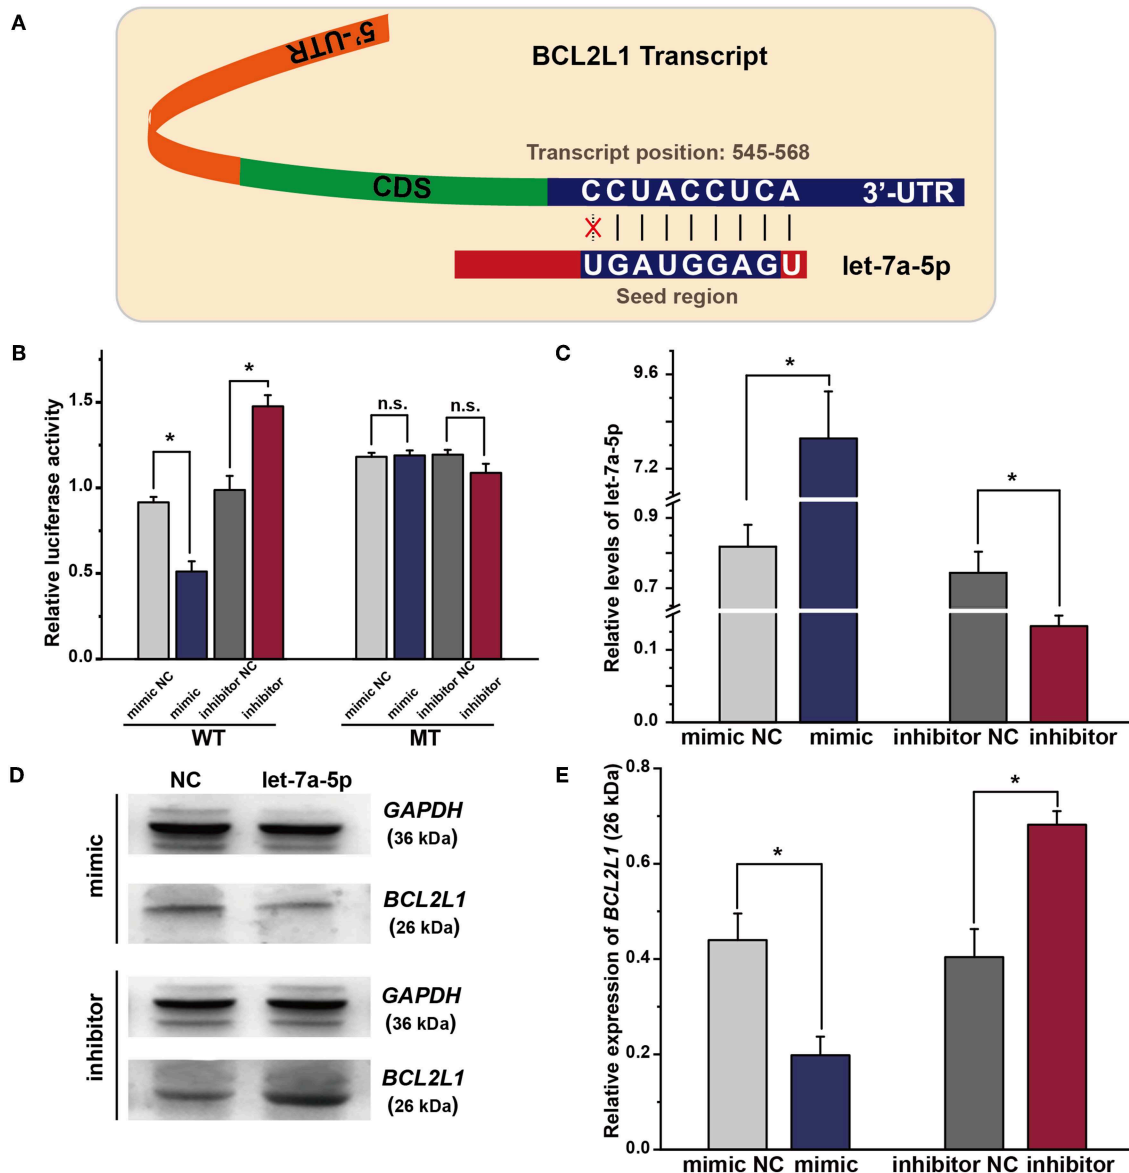 A
5'-UTR
BCL2L1 Transcript
Transcript position: 545-568
CDS
CCUACCUCA
3'-UTR
UGAUGGAGU
let-7a-5p
Seed region
B
Relative luciferase activity
1.5
1.0
0.5
0.0
*
*
n.s.
n.s.
mimic NC
mimic
inhibitor NC
inhibitor
mimic NC
mimic
inhibitor NC
inhibitor
WT
MT
C
Relative levels of let-7a-5p
9.6
7.2
0.9
0.7
0.1
0.0
*
*
mimic NC
mimic
inhibitor NC
inhibitor
D
NC
let-7a-5p
mimic
GAPDH
(36 kDa)
BCL2L1
(26 kDa)
inhibitor
GAPDH
(36 kDa)
BCL2L1
(26 kDa)
E
Relative expression of BCL2L1 (26 kDa)
0.8
0.6
0.4
0.2
0.0
*
*
mimic NC
mimic
inhibitor NC
inhibitor